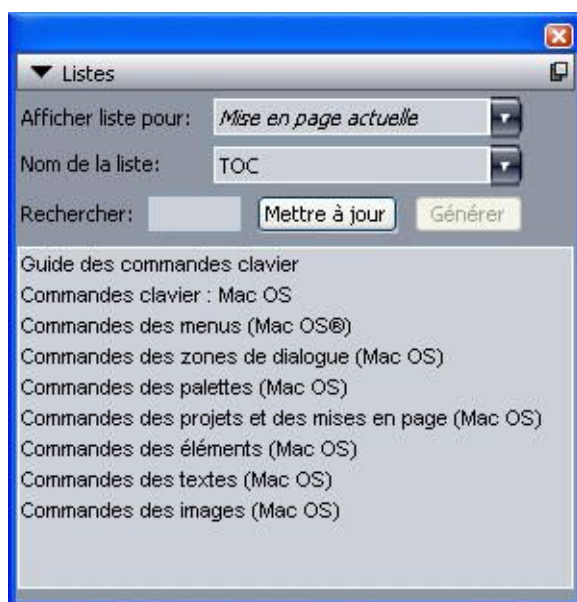 Listes
Afficher liste pour: Mise en page actuelle
Nom de la liste: TOC
Rechercher: Mettre à jour Générer
Guide des commandes clavier
Commandes clavier : Mac OS
Commandes des menus (Mac OS®)
Commandes des zones de dialogue (Mac OS)
Commandes des palettes (Mac OS)
Commandes des projets et des mises en page (Mac OS)
Commandes des éléments (Mac OS)
Commandes des textes (Mac OS)
Commandes des images (Mac OS)